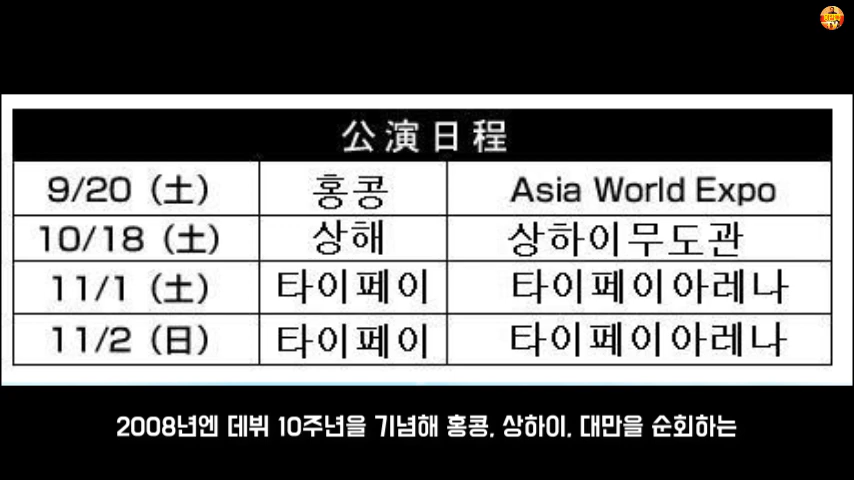 公演日程
9/20 (土) 홍콩 Asia World Expo
10/18 (土) 상해 상하이무도관
11/1 (土) 타이페이 타이페이아레나
11/2 (日) 타이페이 타이페이아레나
2008년엔 데뷔 10주년을 기념해 홍콩, 상하이, 대만을 순회하는